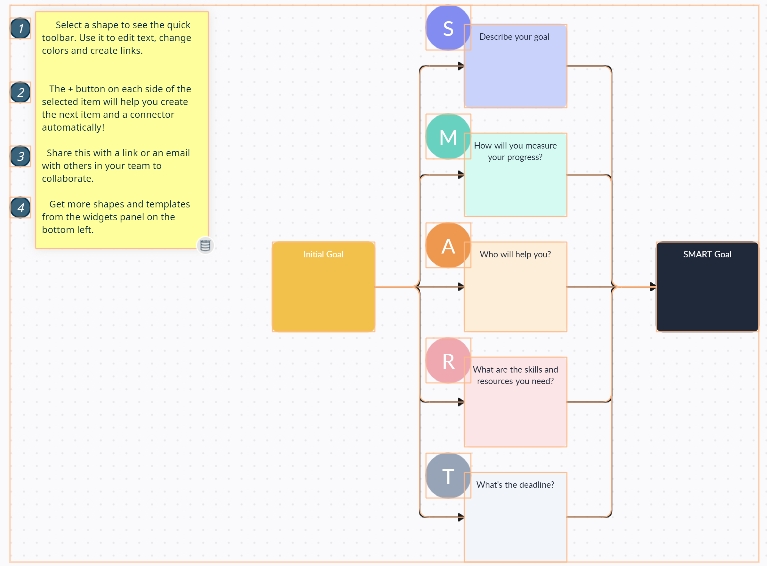 1
Select a shape to see the quick
toolbar. Use it to edit text, change
colors and create links.
2
The + button on each side of the
selected item will help you create
the next item and a connector
automatically!
3
Share this with a link or an email
with others in your team to
collaborate.
4
Get more shapes and templates
from the widgets panel on the
bottom left.
Initial Goal
S
Describe your goal
M
How will you measure
your progress?
A
Who will help you?
R
What are the skills and
resources you need?
T
What's the deadline?
SMART Goal